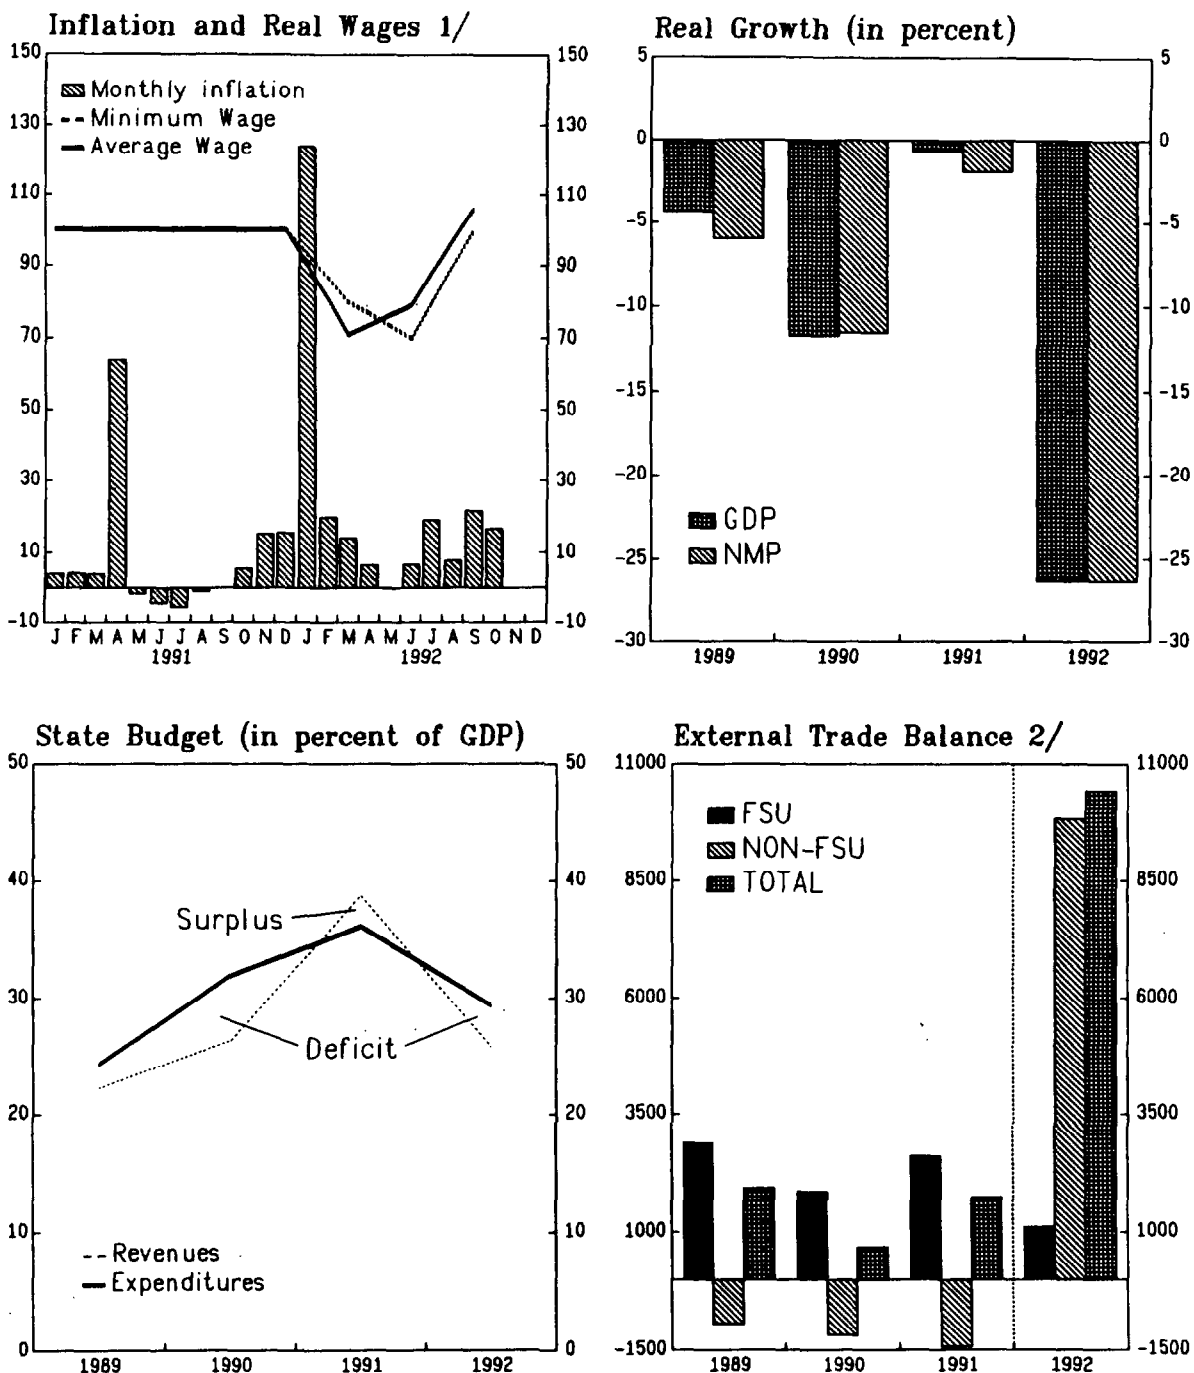 Inflation and Real Wages 1/
150 150
Monthly inflation
Minimum Wage
Average Wage
130 130
110 110
90 90
70 70
50 50
30 30
10 10
-10 -10
J F M A M J J A S O N D J F M A M J J A S O N D
1991 1992
Real Growth (in percent)
5 5
0 0
-5 -5
-10 -10
-15 -15
-20 -20
GDP
NMP
-25 -25
-30 -30
1989 1990 1991 1992
State Budget (in percent of GDP)
50 50
40 40
Surplus
30 30
Deficit
20 20
10 10
Revenues
Expenditures
0 0
1989 1990 1991 1992
External Trade Balance 2/
11000 11000
FSU
NON-FSU
TOTAL
8500 8500
6000 6000
3500 3500
1000 1000
-1500 -1500
1989 1990 1991 1992